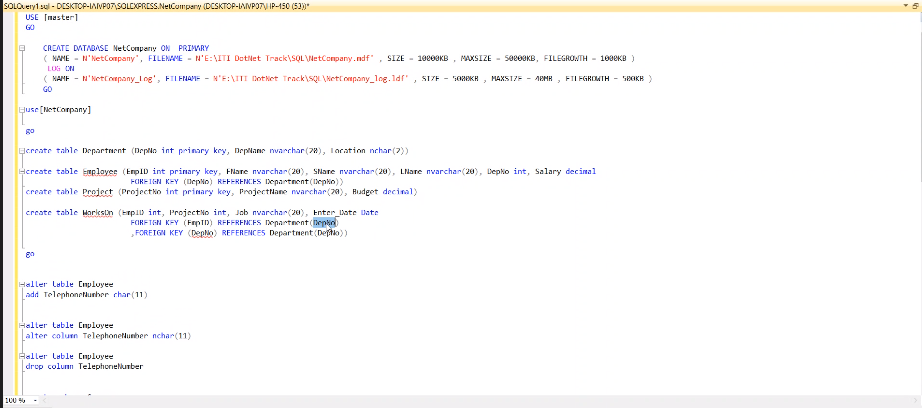 SQLQuery1.sql - DESKTOP-IAIVP07\SQLEXPRESS.NetCompany (DESKTOP-IAIVP07\HP-450 (53))*
USE [master]
GO
CREATE DATABASE NetCompany ON PRIMARY
( NAME = N'NetCompany', FILENAME = N'E:\ITI DotNet Track\SQL\NetCompany.mdf' , SIZE = 10000KB , MAXSIZE = 50000KB, FILEGROWTH = 1000KB )
LOG ON
( NAME = N'NetCompany_Log', FILENAME = N'E:\ITI DotNet Track\SQL\NetCompany_log.ldf' , SIZE = 5000KB , MAXSIZE = 40MB , FILEGROWTH = 500KB )
GO
use[NetCompany]
go
create table Department (DepNo int primary key, DepName nvarchar(20), Location nchar(2))
create table Employee (EmpID int primary key, FName nvarchar(20), SName nvarchar(20), LName nvarchar(20), DepNo int, Salary decimal
FOREIGN KEY (DepNo) REFERENCES Department(DepNo))
create table Project (ProjectNo int primary key, ProjectName nvarchar(20), Budget decimal)
create table WorksOn (EmpID int, ProjectNo int, Job nvarchar(20), Enter_Date Date
FOREIGN KEY (EmpID) REFERENCES Department(DepNo)
,FOREIGN KEY (DepNo) REFERENCES Department(DepNo))
go
alter table Employee
add TelephoneNumber char(11)
alter table Employee
alter column TelephoneNumber nchar(11)
alter table Employee
drop column TelephoneNumber
100 %